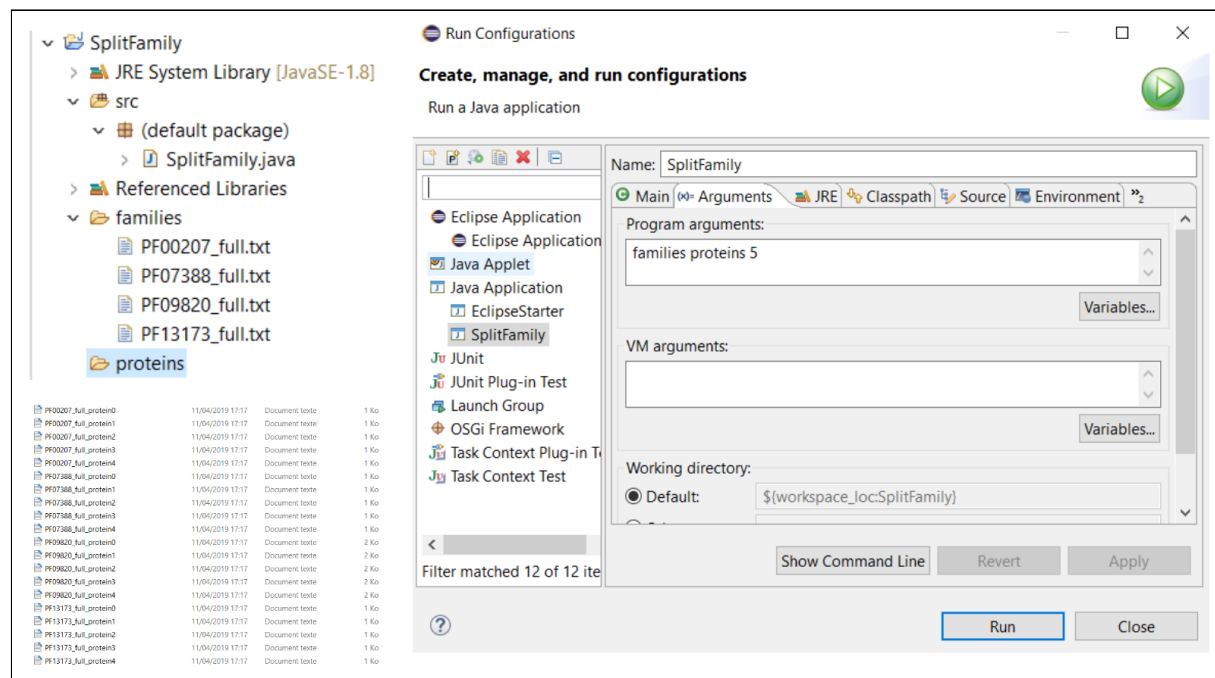 SplitFamily
JRE System Library [JavaSE-1.8]
src
(default package)
SplitFamily.java
Referenced Libraries
families
PF00207_full.txt
PF07388_full.txt
PF09820_full.txt
PF13173_full.txt
proteins
PF00207_full_protein0 11/04/2019 17:17 Document texte 1 Ko
PF00207_full_protein1 11/04/2019 17:17 Document texte 1 Ko
PF00207_full_protein2 11/04/2019 17:17 Document texte 1 Ko
PF00207_full_protein3 11/04/2019 17:17 Document texte 1 Ko
PF00207_full_protein4 11/04/2019 17:17 Document texte 1 Ko
PF07388_full_protein0 11/04/2019 17:17 Document texte 1 Ko
PF07388_full_protein1 11/04/2019 17:17 Document texte 1 Ko
PF07388_full_protein2 11/04/2019 17:17 Document texte 1 Ko
PF07388_full_protein3 11/04/2019 17:17 Document texte 1 Ko
PF07388_full_protein4 11/04/2019 17:17 Document texte 1 Ko
PF09820_full_protein0 11/04/2019 17:17 Document texte 2 Ko
PF09820_full_protein1 11/04/2019 17:17 Document texte 2 Ko
PF09820_full_protein2 11/04/2019 17:17 Document texte 2 Ko
PF09820_full_protein3 11/04/2019 17:17 Document texte 2 Ko
PF09820_full_protein4 11/04/2019 17:17 Document texte 2 Ko
PF13173_full_protein0 11/04/2019 17:17 Document texte 1 Ko
PF13173_full_protein1 11/04/2019 17:17 Document texte 1 Ko
PF13173_full_protein2 11/04/2019 17:17 Document texte 1 Ko
PF13173_full_protein3 11/04/2019 17:17 Document texte 1 Ko
PF13173_full_protein4 11/04/2019 17:17 Document texte 1 Ko
Run Configurations
Create, manage, and run configurations
Run a Java application
Eclipse Application
Eclipse Application
Java Applet
Java Application
EclipseStarter
SplitFamily
JUnit
JUnit Plug-in Test
Launch Group
OSGi Framework
Task Context Plug-in Te
Task Context Test
Filter matched 12 of 12 ite
Name: SplitFamily
Main (x)= Arguments JRE Classpath Source Environment »2
Program arguments:
families proteins 5
Variables...
VM arguments:
Variables...
Working directory:
Default: ${workspace_loc:SplitFamily}
Show Command Line Revert Apply
Run Close